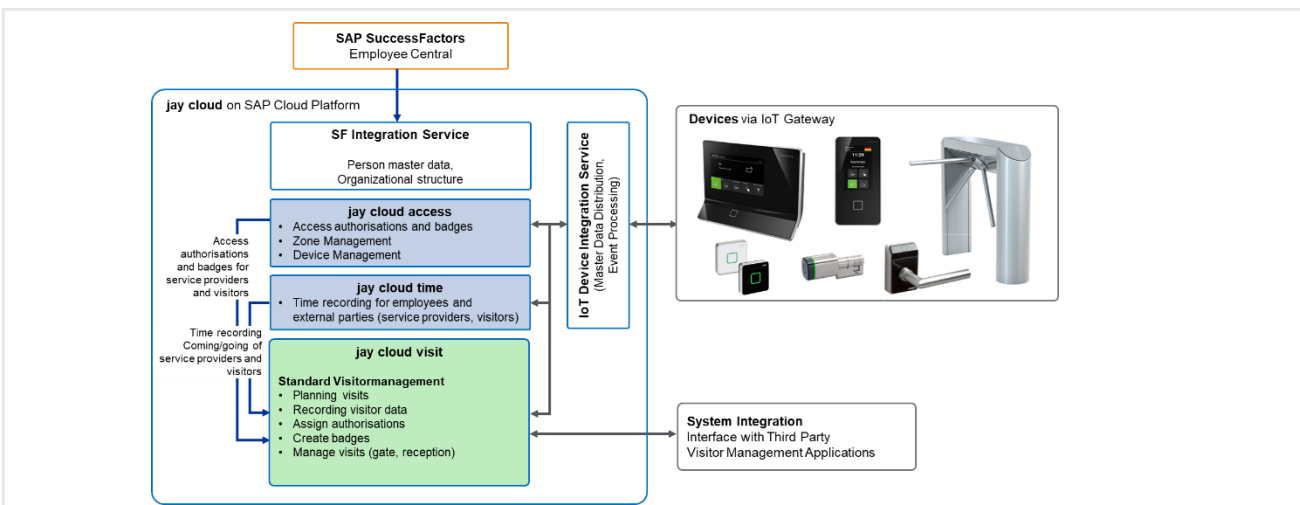 SAP SuccessFactors
Employee Central
jay cloud on SAP Cloud Platform
SF Integration Service
Person master data,
Organizational structure
jay cloud access
• Access authorisations and badges
• Zone Management
• Device Management
Access
authorisations
and badges for
service providers
and visitors
jay cloud time
• Time recording for employees and
external parties (service providers, visitors)
Time recording
Coming/going of
service providers and
visitors
jay cloud visit
Standard Visitormanagement
• Planning visits
• Recording visitor data
• Assign authorisations
• Create badges
• Manage visits (gate, reception)
IoT Device Integration Service
(Master Data Distribution,
Event Processing)
Devices via IoT Gateway
11:29
System Integration
Interface with Third Party
Visitor Management Applications